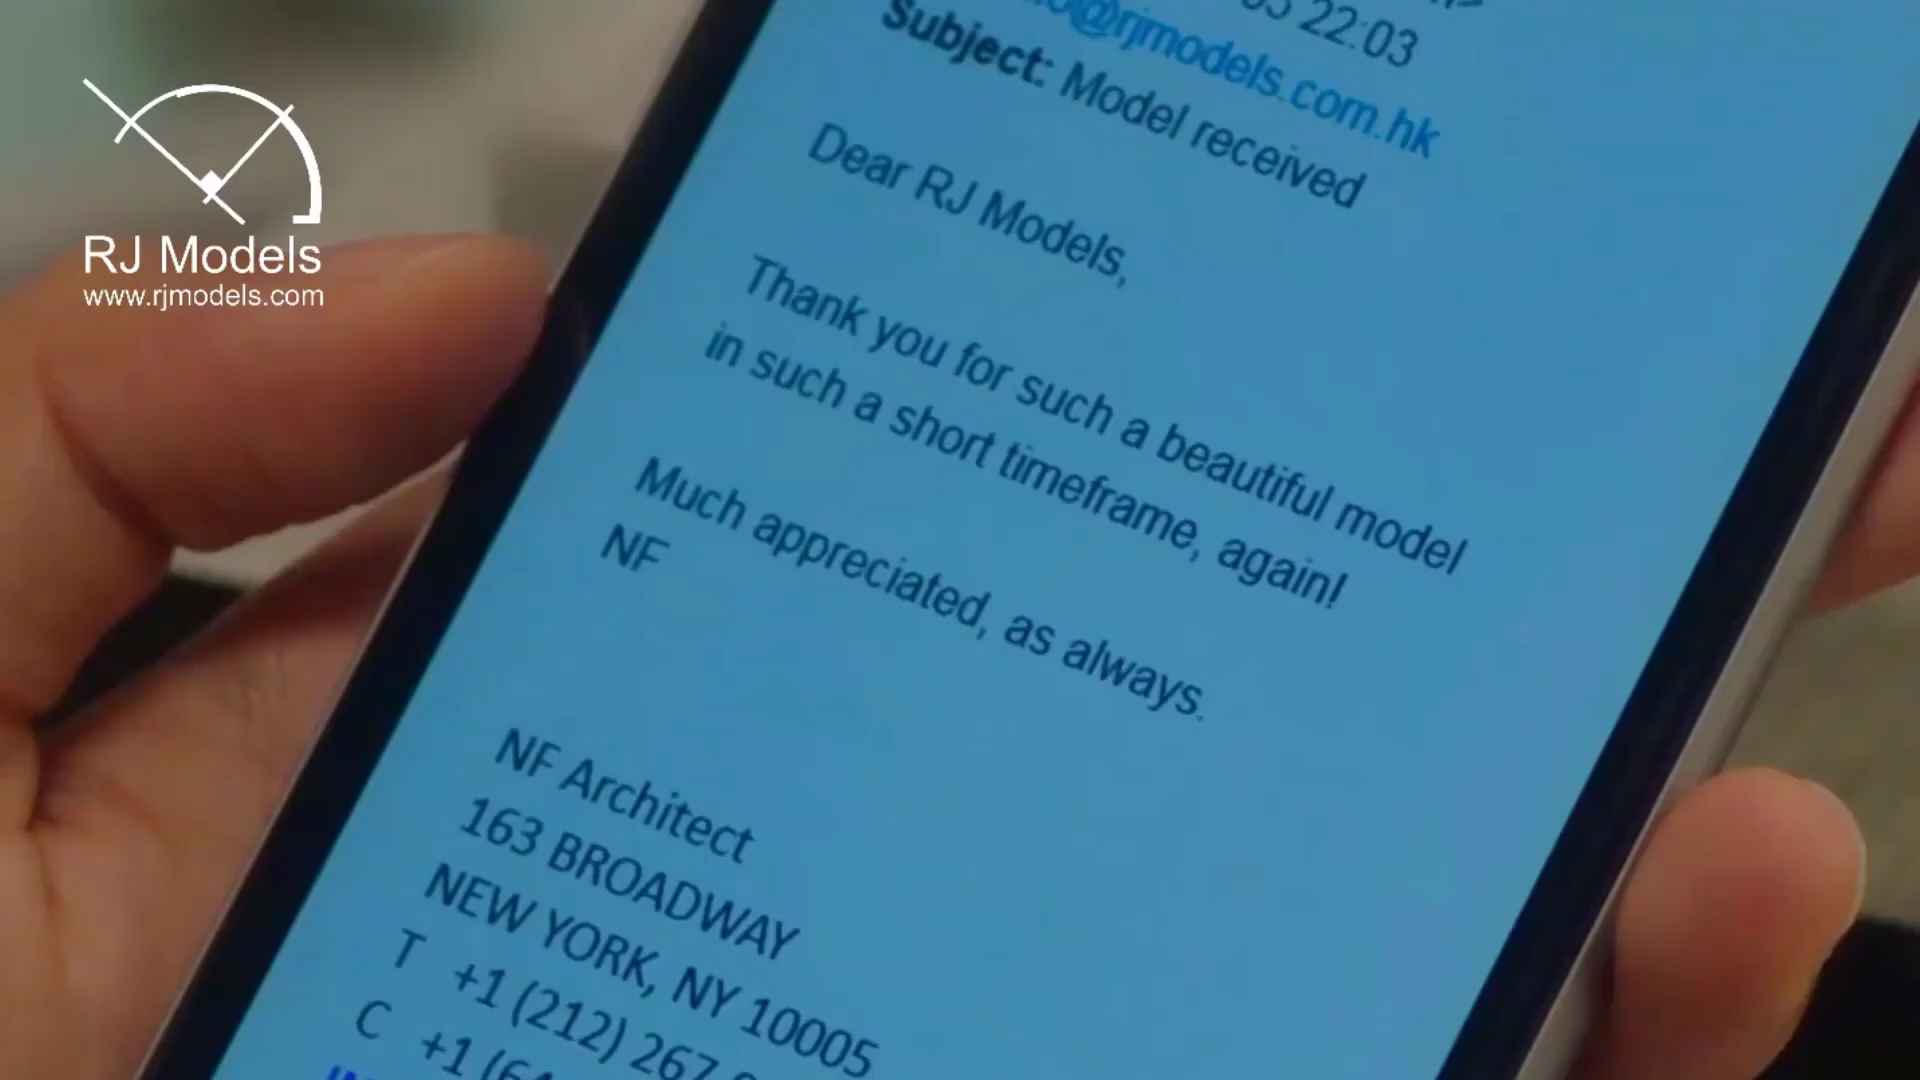 RJ Models
www.rjmodels.com
22:03
@rjmodels.com.hk
Subject: Model received
Dear RJ Models,
Thank you for such a beautiful model
in such a short timeframe, again!
Much appreciated, as always.
NF
NF Architect
163 BROADWAY
NEW YORK, NY 10005
T +1 (212) 267
C +1 (64